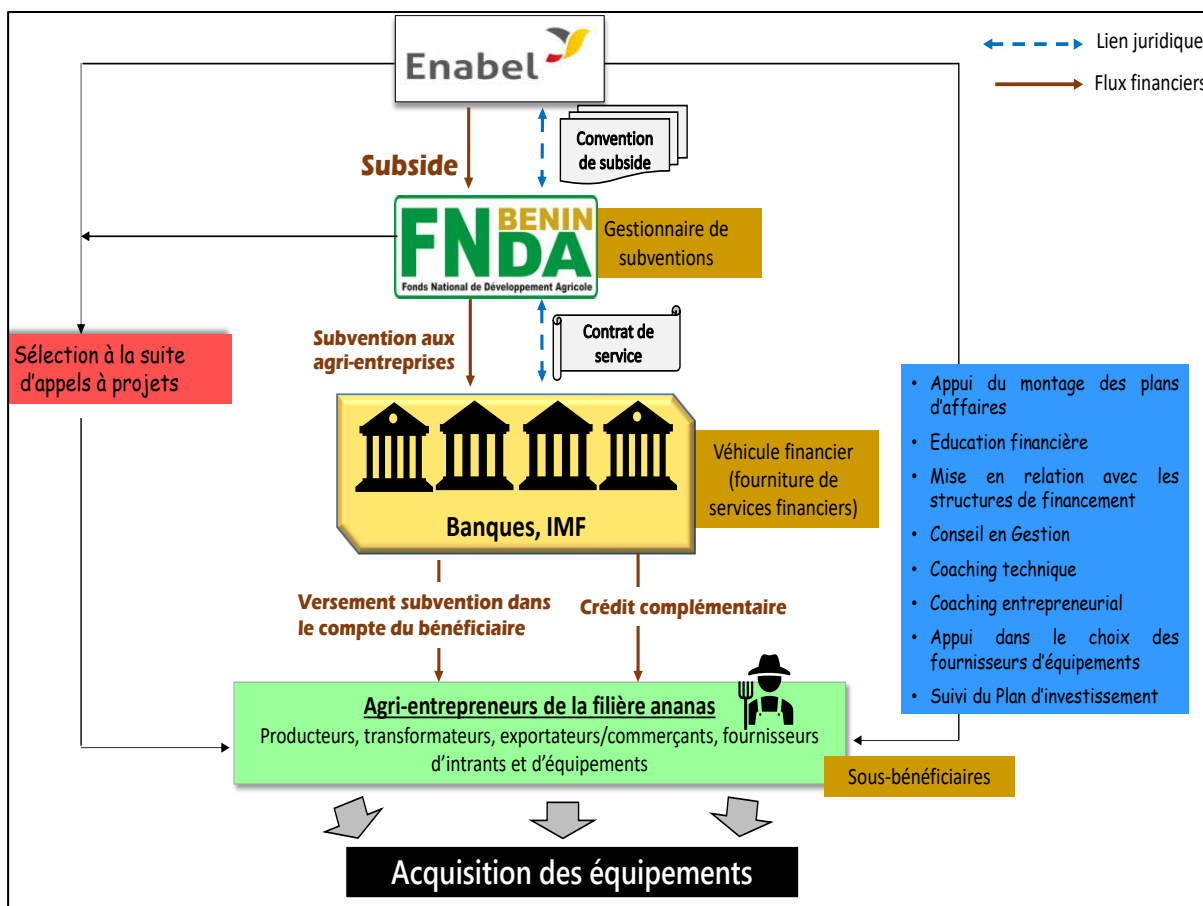 Enabel
Lien juridique
Flux financiers
Convention
de subside
Subside
FN BENIN
DA
Fonds National de Développement Agricole
Gestionnaire de
subventions
Subvention aux
agri-entreprises
Contrat de
service
Sélection à la suite
d'appels à projets
Banques, IMF
Véhicule financier
(fourniture de
services financiers)
• Appui du montage des plans
d'affaires
• Education financière
• Mise en relation avec les
structures de financement
• Conseil en Gestion
• Coaching technique
• Coaching entrepreneurial
• Appui dans le choix des
fournisseurs d'équipements
• Suivi du Plan d'investissement
Versement subvention dans
le compte du bénéficiaire
Crédit complémentaire
Agri-entrepreneurs de la filière ananas
Producteurs, transformateurs, exportateurs/commerçants, fournisseurs
d'intrants et d'équipements
Sous-bénéficiaires
Acquisition des équipements